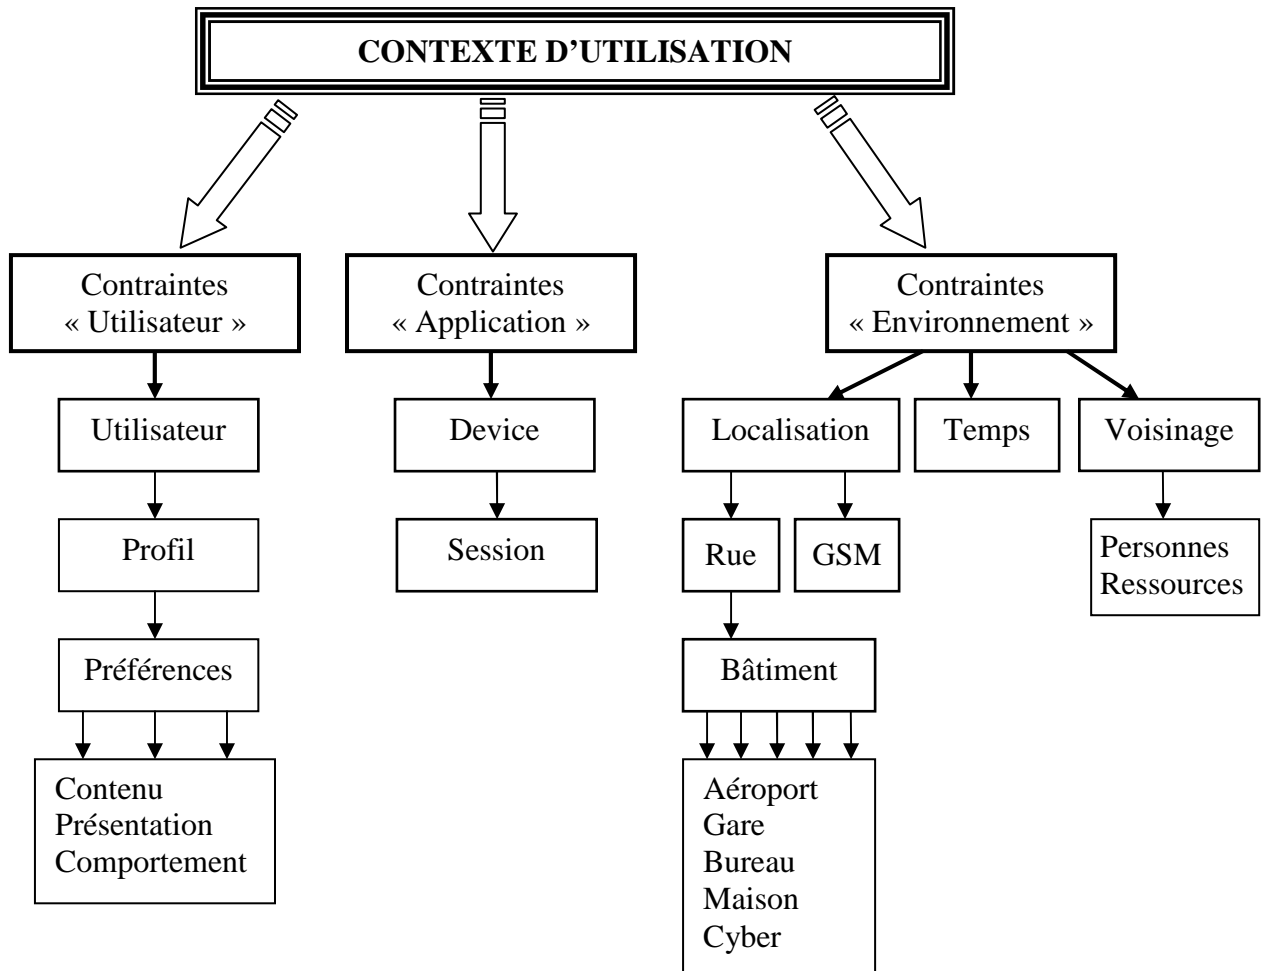 CONTEXTE D’UTILISATION
Contraintes
« Utilisateur »
Contraintes
« Application »
Contraintes
« Environnement »
Utilisateur
Device
Localisation
Temps
Voisinage
Profil
Session
Rue
GSM
Personnes
Ressources
Préférences
Bâtiment
Contenu
Présentation
Comportement
Aéroport
Gare
Bureau
Maison
Cyber